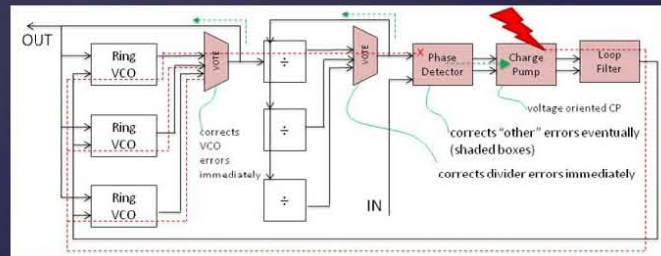 OUT
Ring
VCO
VOTE
÷
VOTE
X
Phase
Detector
Charge
Pump
Loop
Filter
voltage oriented CP
corrects
VCO
errors
immediately
corrects "other" errors eventually
(shaded boxes)
corrects divider errors immediately
Ring
VCO
÷
Ring
VCO
÷
IN